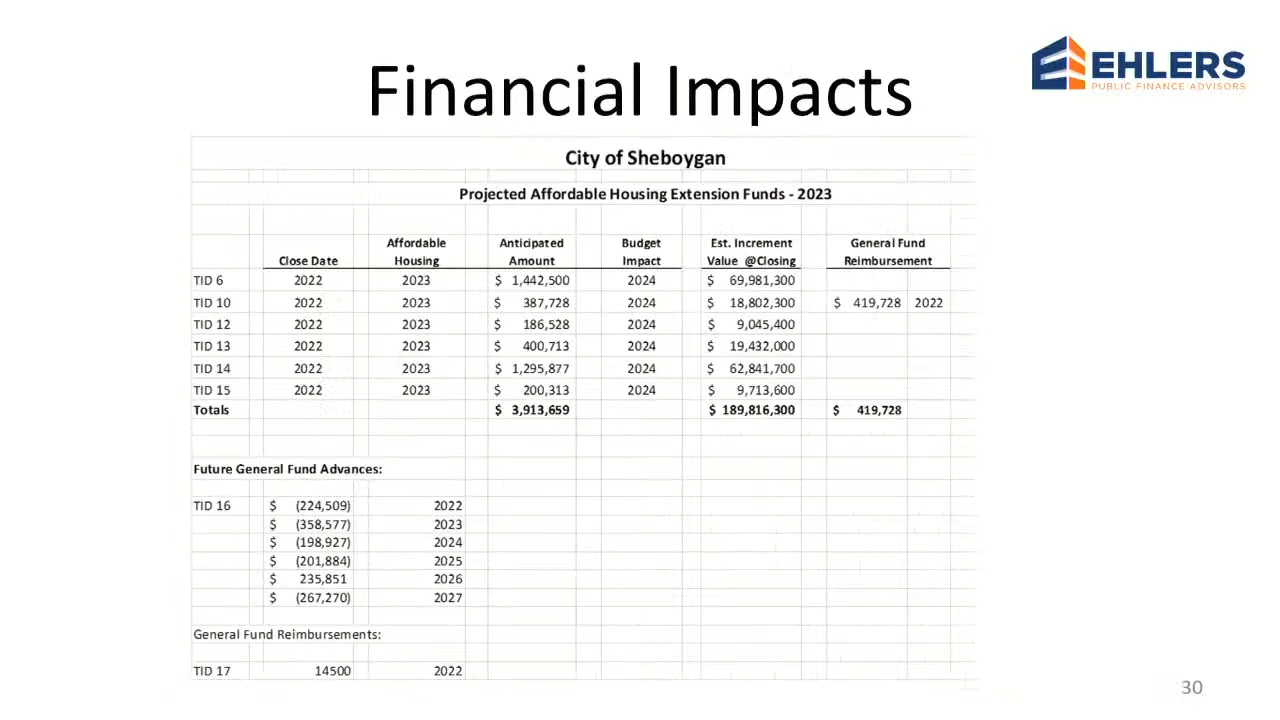 EHLERS
PUBLIC FINANCE ADVISORS
Financial Impacts
City of Sheboygan
Projected Affordable Housing Extension Funds - 2023
Affordable Anticipated Budget Est. Increment General Fund
Close Date Housing Amount Impact Value @Closing Reimbursement
TID 6 2022 2023 $ 1,442,500 2024 $ 69,981,300
TID 10 2022 2023 $ 387,728 2024 $ 18,802,300 $ 419,728 2022
TID 12 2022 2023 $ 186,528 2024 $ 9,045,400
TID 13 2022 2023 $ 400,713 2024 $ 19,432,000
TID 14 2022 2023 $ 1,295,877 2024 $ 62,841,700
TID 15 2022 2023 $ 200,313 2024 $ 9,713,600
Totals $ 3,913,659 $ 189,816,300 $ 419,728
Future General Fund Advances:
TID 16 $ (224,509) 2022
$ (358,577) 2023
$ (198,927) 2024
$ (201,884) 2025
$ 235,851 2026
$ (267,270) 2027
General Fund Reimbursements:
TID 17 14500 2022
30